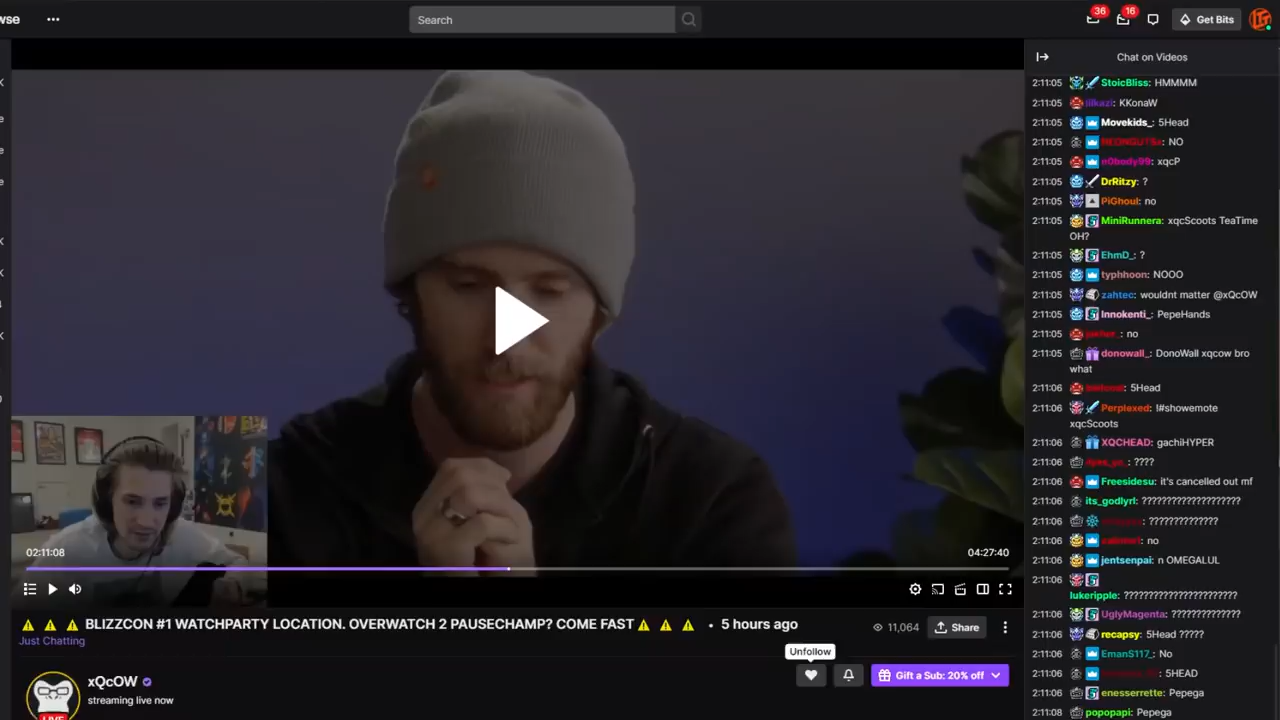 wse
Search
36
16
Get Bits
Chat on Videos
2:11:05 StoicBliss: HMMMM
2:11:05 lilkazi: KKonaW
2:11:05 Movekids_: 5Head
2:11:05 NO
2:11:05 n0body99: xqcP
2:11:05 DrRitzy: ?
2:11:05 PiGhoul: no
2:11:05 MiniRunnera: xqcScoots TeaTime
OH?
2:11:05 EhmD_: ?
2:11:05 typhhoon: NOOO
2:11:05 zahtec: wouldnt matter @xQcOW
2:11:05 Innokenti_: PepeHands
2:11:05 no
2:11:05 donowall_: DonoWall xqcow bro
what
2:11:06 5Head
2:11:06 Perplexed: !#showemote
xqcScoots
2:11:06 XQCHEAD: gachiHYPER
2:11:06 ????
2:11:06 Freesidesu: it's cancelled out mf
2:11:06 its_godlyrl: ????????????????????
2:11:06 ??????????????
2:11:06 no
2:11:06 jentsenpai: n OMEGALUL
2:11:06
lukeripple: ???????????????????????
2:11:06 UglyMagenta: ??????????????
2:11:06 recapsy: 5Head ?????
2:11:06 EmanS117_: No
2:11:06 5HEAD
2:11:06 enesserrette: Pepega
2:11:08 popopapi: Pepega
02:11:08
04:27:40
BLIZZCON #1 WATCHPARTY LOCATION. OVERWATCH 2 PAUSECHAMP? COME FAST • 5 hours ago
11,064
Share
Just Chatting
Unfollow
xQcOW
streaming live now
Gift a Sub: 20% off
LIVE